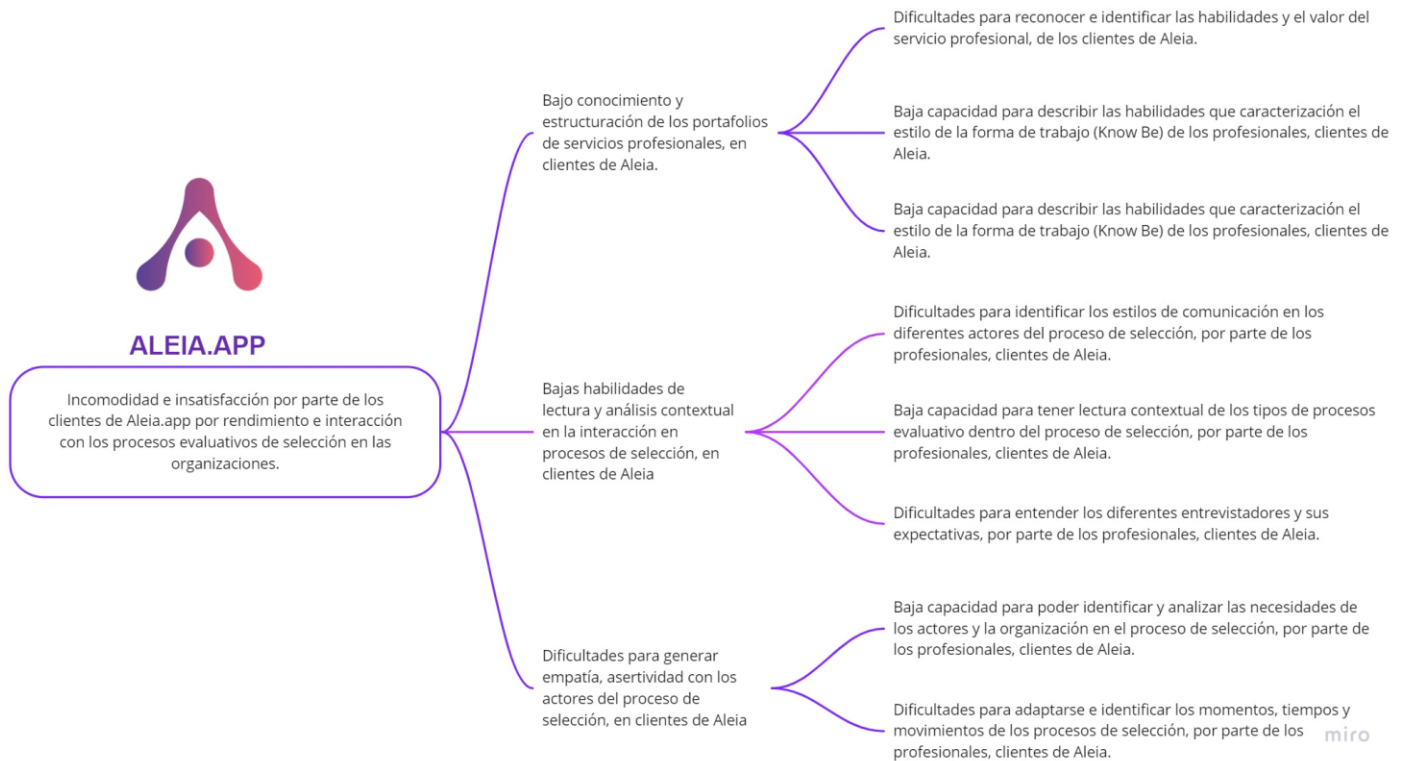 ALEIA.APP
Incomodidad e insatisfacción por parte de los
clientes de Aleia.app por rendimiento e interacción
con los procesos evaluativos de selección en las
organizaciones.
Bajo conocimiento y
estructuración de los portafolios
de servicios profesionales, en
clientes de Aleia.
Dificultades para reconocer e identificar las habilidades y el valor del
servicio profesional, de los clientes de Aleia.
Baja capacidad para describir las habilidades que caracterización el
estilo de la forma de trabajo (Know Be) de los profesionales, clientes de
Aleia.
Baja capacidad para describir las habilidades que caracterización el
estilo de la forma de trabajo (Know Be) de los profesionales, clientes de
Aleia.
Bajas habilidades de
lectura y análisis contextual
en la interacción en
procesos de selección, en
clientes de Aleia
Dificultades para identificar los estilos de comunicación en los
diferentes actores del proceso de selección, por parte de los
profesionales, clientes de Aleia.
Baja capacidad para tener lectura contextual de los tipos de procesos
evaluativo dentro del proceso de selección, por parte de los
profesionales, clientes de Aleia.
Dificultades para entender los diferentes entrevistadores y sus
expectativas, por parte de los profesionales, clientes de Aleia.
Dificultades para generar
empatía, asertividad con los
actores del proceso de
selección, en clientes de Aleia
Baja capacidad para poder identificar y analizar las necesidades de
los actores y la organización en el proceso de selección, por parte de
los profesionales, clientes de Aleia.
Dificultades para adaptarse e identificar los momentos, tiempos y
movimientos de los procesos de selección, por parte de los
profesionales, clientes de Aleia.
miro